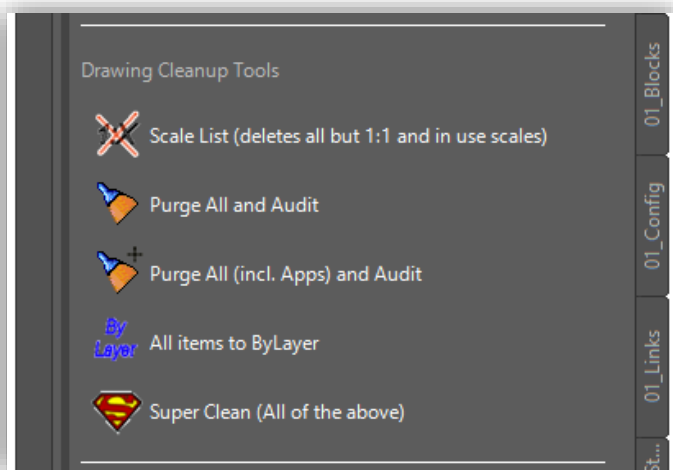 Drawing Cleanup Tools
Scale List (deletes all but 1:1 and in use scales)
Purge All and Audit
Purge All (incl. Apps) and Audit
By
Layer
All items to ByLayer
Super Clean (All of the above)
01_Blocks
01_Config
01_Links
St...